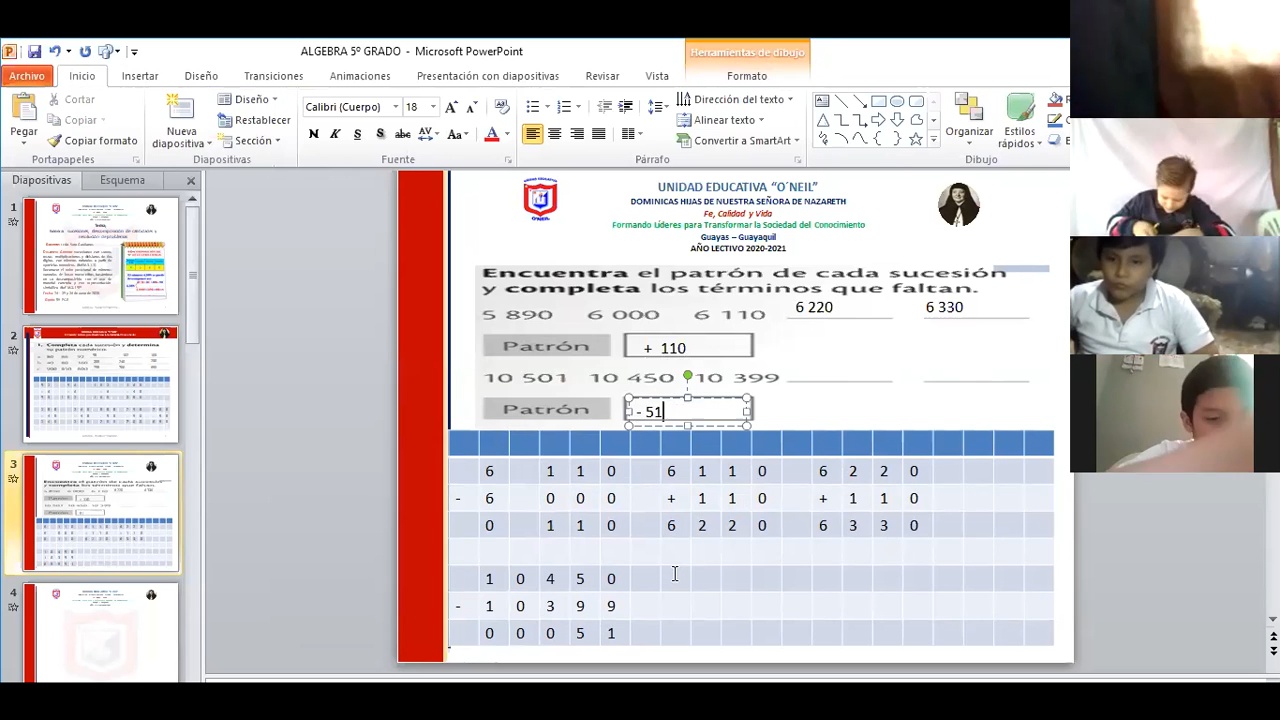 ALGEBRA 5º GRADO - Microsoft PowerPoint
Herramientas de dibujo
Archivo Inicio Insertar Diseño Transiciones Animaciones Presentación con diapositivas Revisar Vista Formato
Pegar
Cortar
Copiar
Copiar formato
Portapapeles
Nueva diapositiva
Diseño
Restablecer
Sección
Diapositivas
Calibri (Cuerpo) 18
N K S S abc AV Aa A
Fuente
Párrafo
Dirección del texto
Alinear texto
Convertir a SmartArt
Organizar
Estilos rápidos
Dibujo
Diapositivas Esquema
1
2
3
4
UNIDAD EDUCATIVA "O´NEIL"
DOMINICAS HIJAS DE NUESTRA SEÑORA DE NAZARETH
Fe, Calidad y Vida
Formando Líderes para Transformar la Sociedad del Conocimiento
Guayas – Guayaquil
AÑO LECTIVO 2020-2021
O'NEIL
Encuentra el patrón de cada sucesión
completa los términos que faltan.
5 890 6 000 6 110 6 220 6 330
Patrón + 110
10 501 10 450 10 399
Patrón - 51
6 1 1 0 6 1 1 0 6 2 2 0
- 0 0 0 + 1 1 0 + 1 1 0
0 1 1 0 6 2 2 0 6 3 3 0
1 0 4 5 0
- 1 0 3 9 9
0 0 0 5 1